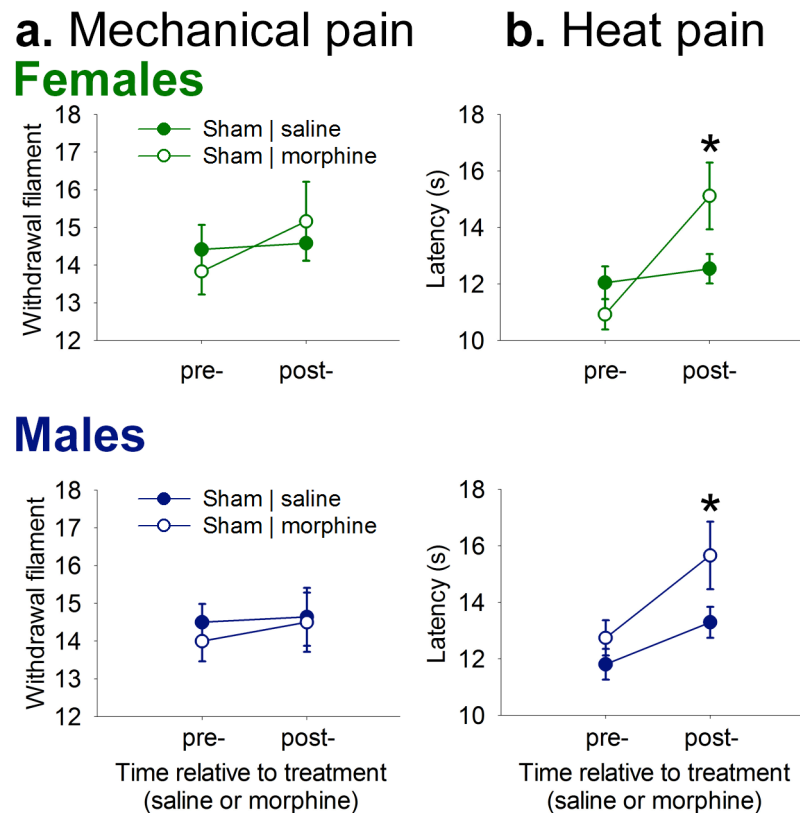 a. Mechanical pain
b. Heat pain
Females
Withdrawal filament
18
17
16
15
14
13
12
Sham | saline
Sham | morphine
pre-
post-
Latency (s)
18
16
14
12
10
*
pre-
post-
Males
Withdrawal filament
18
17
16
15
14
13
12
Sham | saline
Sham | morphine
pre-
post-
Time relative to treatment
(saline or morphine)
Latency (s)
18
16
14
12
10
*
pre-
post-
Time relative to treatment
(saline or morphine)